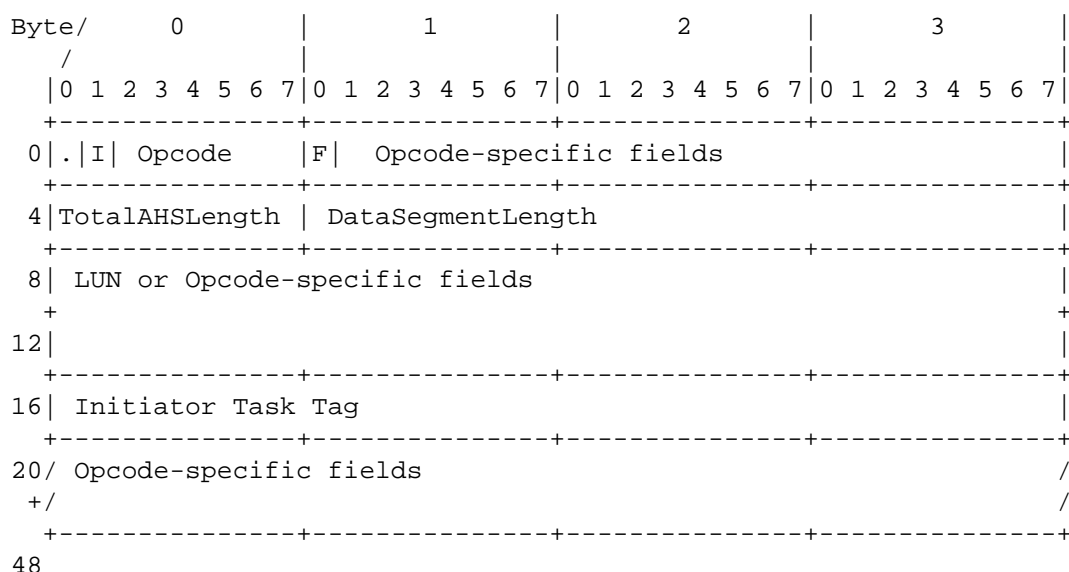 Byte/     0       |       1       |       2       |       3       |
   /              |               |               |               |
  |0 1 2 3 4 5 6 7|0 1 2 3 4 5 6 7|0 1 2 3 4 5 6 7|0 1 2 3 4 5 6 7|
  +---------------+---------------+---------------+---------------+
 0|.|I| Opcode    |F|  Opcode-specific fields                     |
  +---------------+---------------+---------------+---------------+
 4|TotalAHSLength | DataSegmentLength                             |
  +---------------+---------------+---------------+---------------+
 8| LUN or Opcode-specific fields                                 |
  +                                                               +
12|                                                               |
  +---------------+---------------+---------------+---------------+
16| Initiator Task Tag                                            |
  +---------------+---------------+---------------+---------------+
20/ Opcode-specific fields                                        /
 +/                                                               /
  +---------------+---------------+---------------+---------------+
48